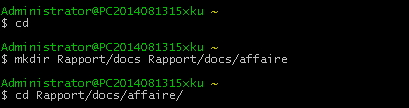 Administrator@PC2014081315xku ~
$ cd
Administrator@PC2014081315xku ~
$ mkdir Rapport/docs Rapport/docs/affaire
Administrator@PC2014081315xku ~
$ cd Rapport/docs/affaire/